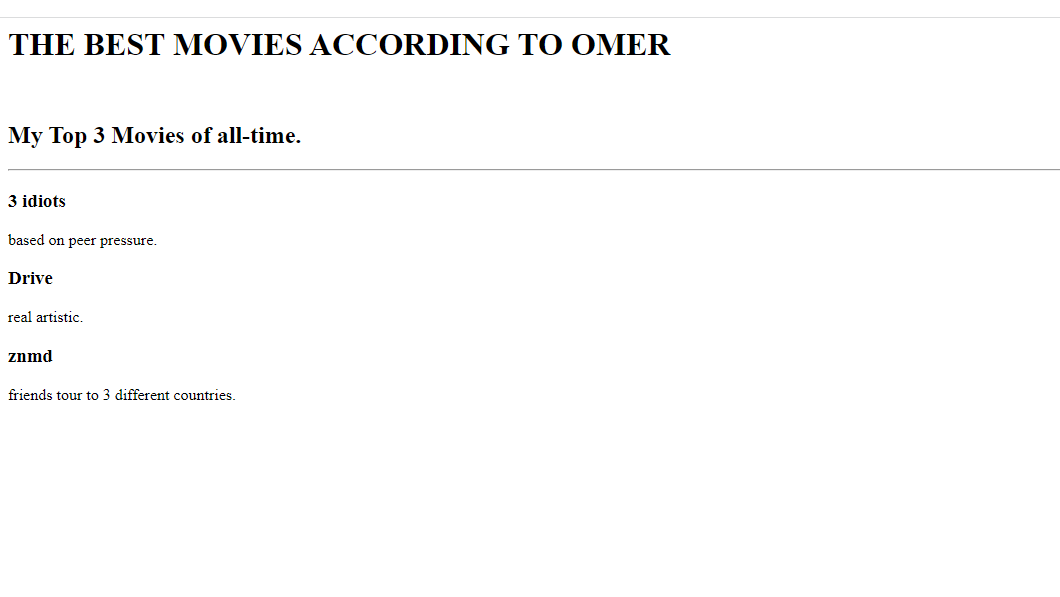 THE BEST MOVIES ACCORDING TO OMER
My Top 3 Movies of all-time.
3 idiots
based on peer pressure.
Drive
real artistic.
znmd
friends tour to 3 different countries.